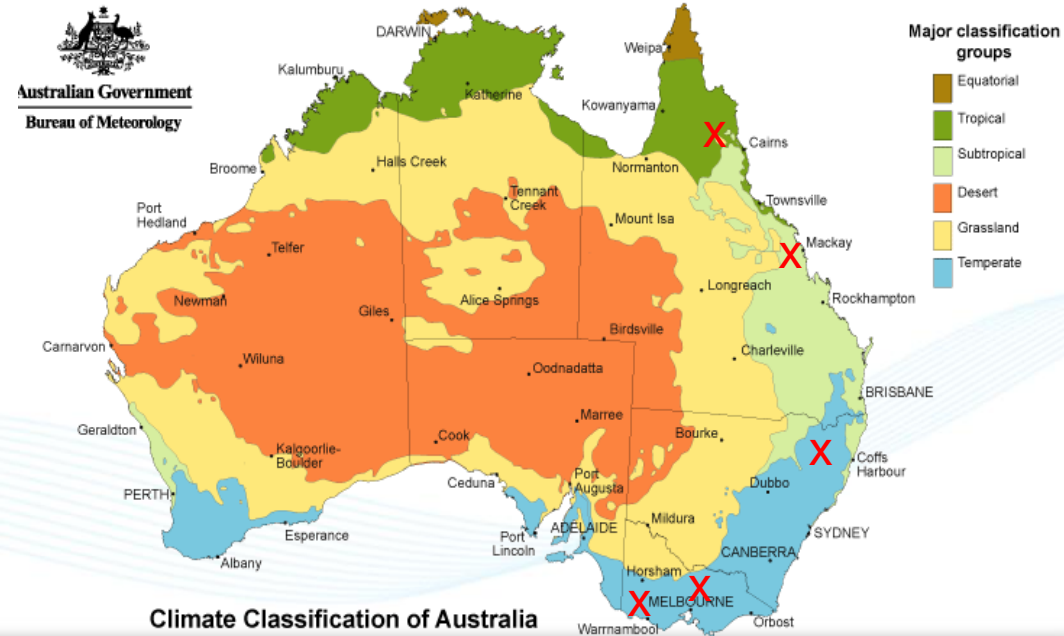 Australian Government
Bureau of Meteorology
DARWIN
Weipa
Kalumburu
Katherine
Kowanyama
Cairns
Broome
Halls Creek
Normanton
Tennant
Creek
Townsville
Port
Hedland
Mount Isa
Mackay
Telfer
Longreach
Newman
Alice Springs
Rockhampton
Giles
Birdsville
Carnarvon
Wiluna
Oodnadatta
Charleville
BRISBANE
Marree
Geraldton
Cook
Bourke
Kalgoorlie-
Boulder
Coffs
Harbour
Ceduna
Port
Augusta
Dubbo
PERTH
Mildura
Esperance
Port
Lincoln
ADELAIDE
SYDNEY
CANBERRA
Albany
Horsham
MELBOURNE
Warrnambool
Orbost
X
X
X
X
X
Major classification
groups
Equatorial
Tropical
Subtropical
Desert
Grassland
Temperate
Climate Classification of Australia